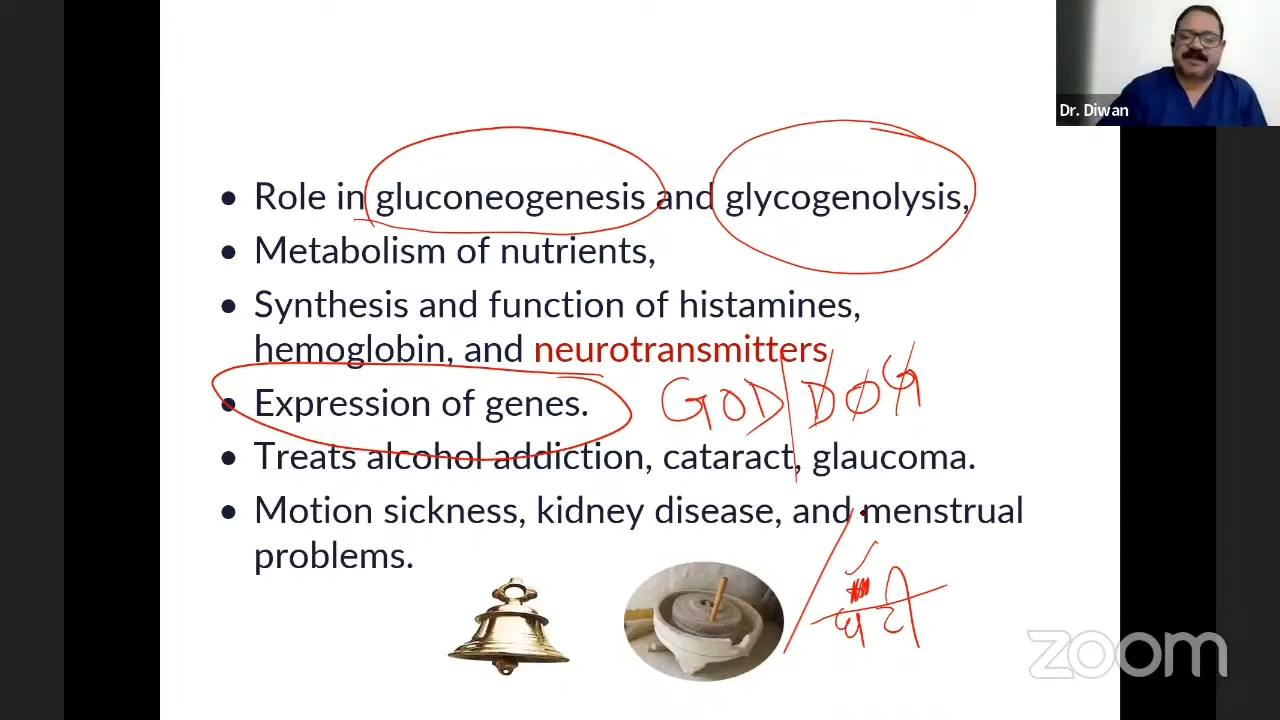 Dr. Diwan
• Role in gluconeogenesis and glycogenolysis,
• Metabolism of nutrients,
• Synthesis and function of histamines,
hemoglobin, and neurotransmitters
• Expression of genes.
GOD/DOG
• Treats alcohol addiction, cataract, glaucoma.
• Motion sickness, kidney disease, and menstrual
problems.
zoom